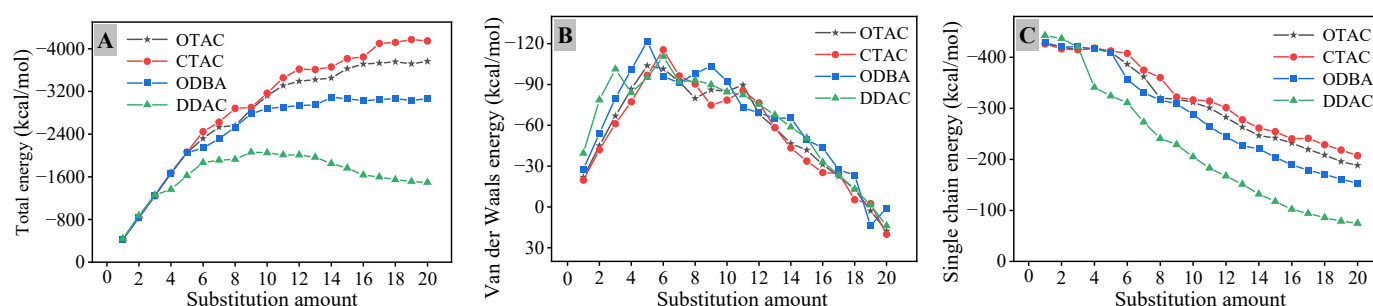 A
OTAC
CTAC
ODBA
DDAC
Total energy (kcal/mol)
−4000
−3200
−2400
−1600
−800
0 2 4 6 8 10 12 14 16 18 20
Substitution amount
B
OTAC
CTAC
ODBA
DDAC
Van der Waals energy (kcal/mol)
−120
−90
−60
−30
0
30
0 2 4 6 8 10 12 14 16 18 20
Substitution amount
C
OTAC
CTAC
ODBA
DDAC
Single chain energy (kcal/mol)
−400
−300
−200
−100
0 2 4 6 8 10 12 14 16 18 20
Substitution amount